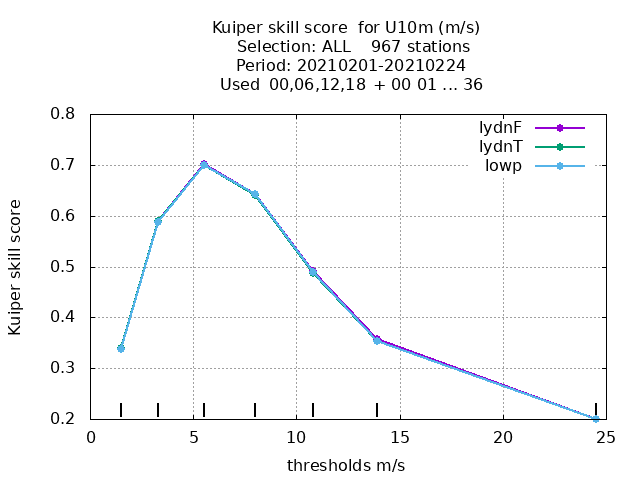 Kuiper skill score  for U10m (m/s)
Selection: ALL    967 stations
Period: 20210201-20210224
Used  00,06,12,18  + 00 01 ... 36
lydnF
lydnT
lowp
0.8
0.7
0.6
0.5
0.4
0.3
0.2
Kuiper skill score
0
5
10
15
20
25
thresholds m/s